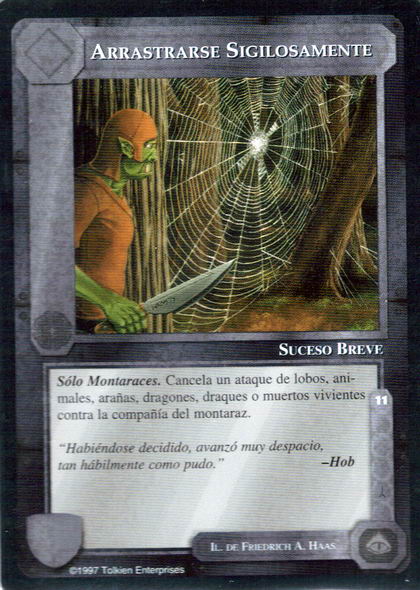 ARRASTRARSE SIGILOSAMENTE
SUCESO BREVE
Sólo Montaraces. Cancela un ataque de lobos, ani-
males, arañas, dragones, draques o muertos vivientes
contra la compañía del montaraz.
11
“Habiéndose decidido, avanzó muy despacio,
tan hábilmente como pudo.” –Hob
IL. DE FRIEDRICH A. HAAS
©1997 Tolkien Enterprises